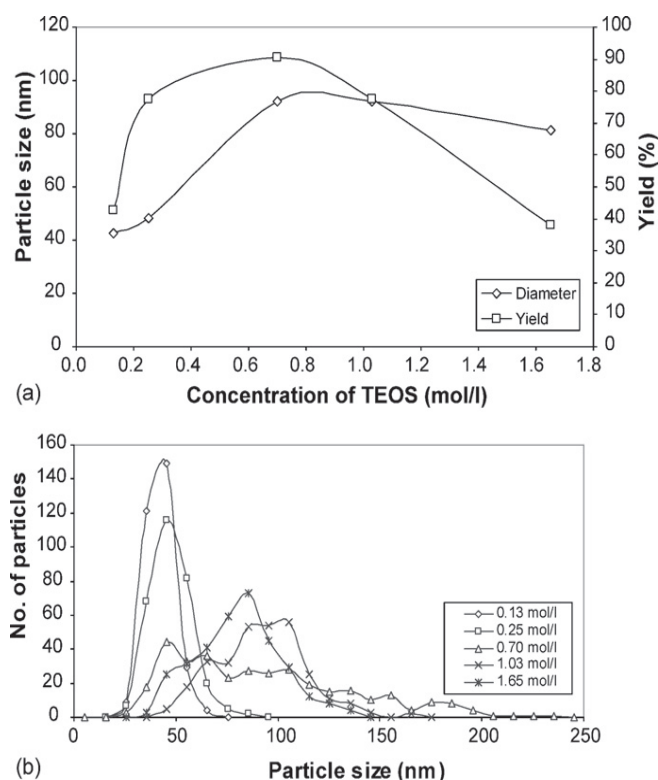 120
100
80
60
40
20
0
Particle size (nm)
100
90
80
70
60
50
40
30
20
10
0
Yield (%)
Diameter
Yield
0.0 0.2 0.4 0.6 0.8 1.0 1.2 1.4 1.6 1.8
(a) Concentration of TEOS (mol/l)
160
140
120
100
80
60
40
20
0
No. of particles
0.13 mol/l
0.25 mol/l
0.70 mol/l
1.03 mol/l
1.65 mol/l
0 50 100 150 200 250
(b) Particle size (nm)